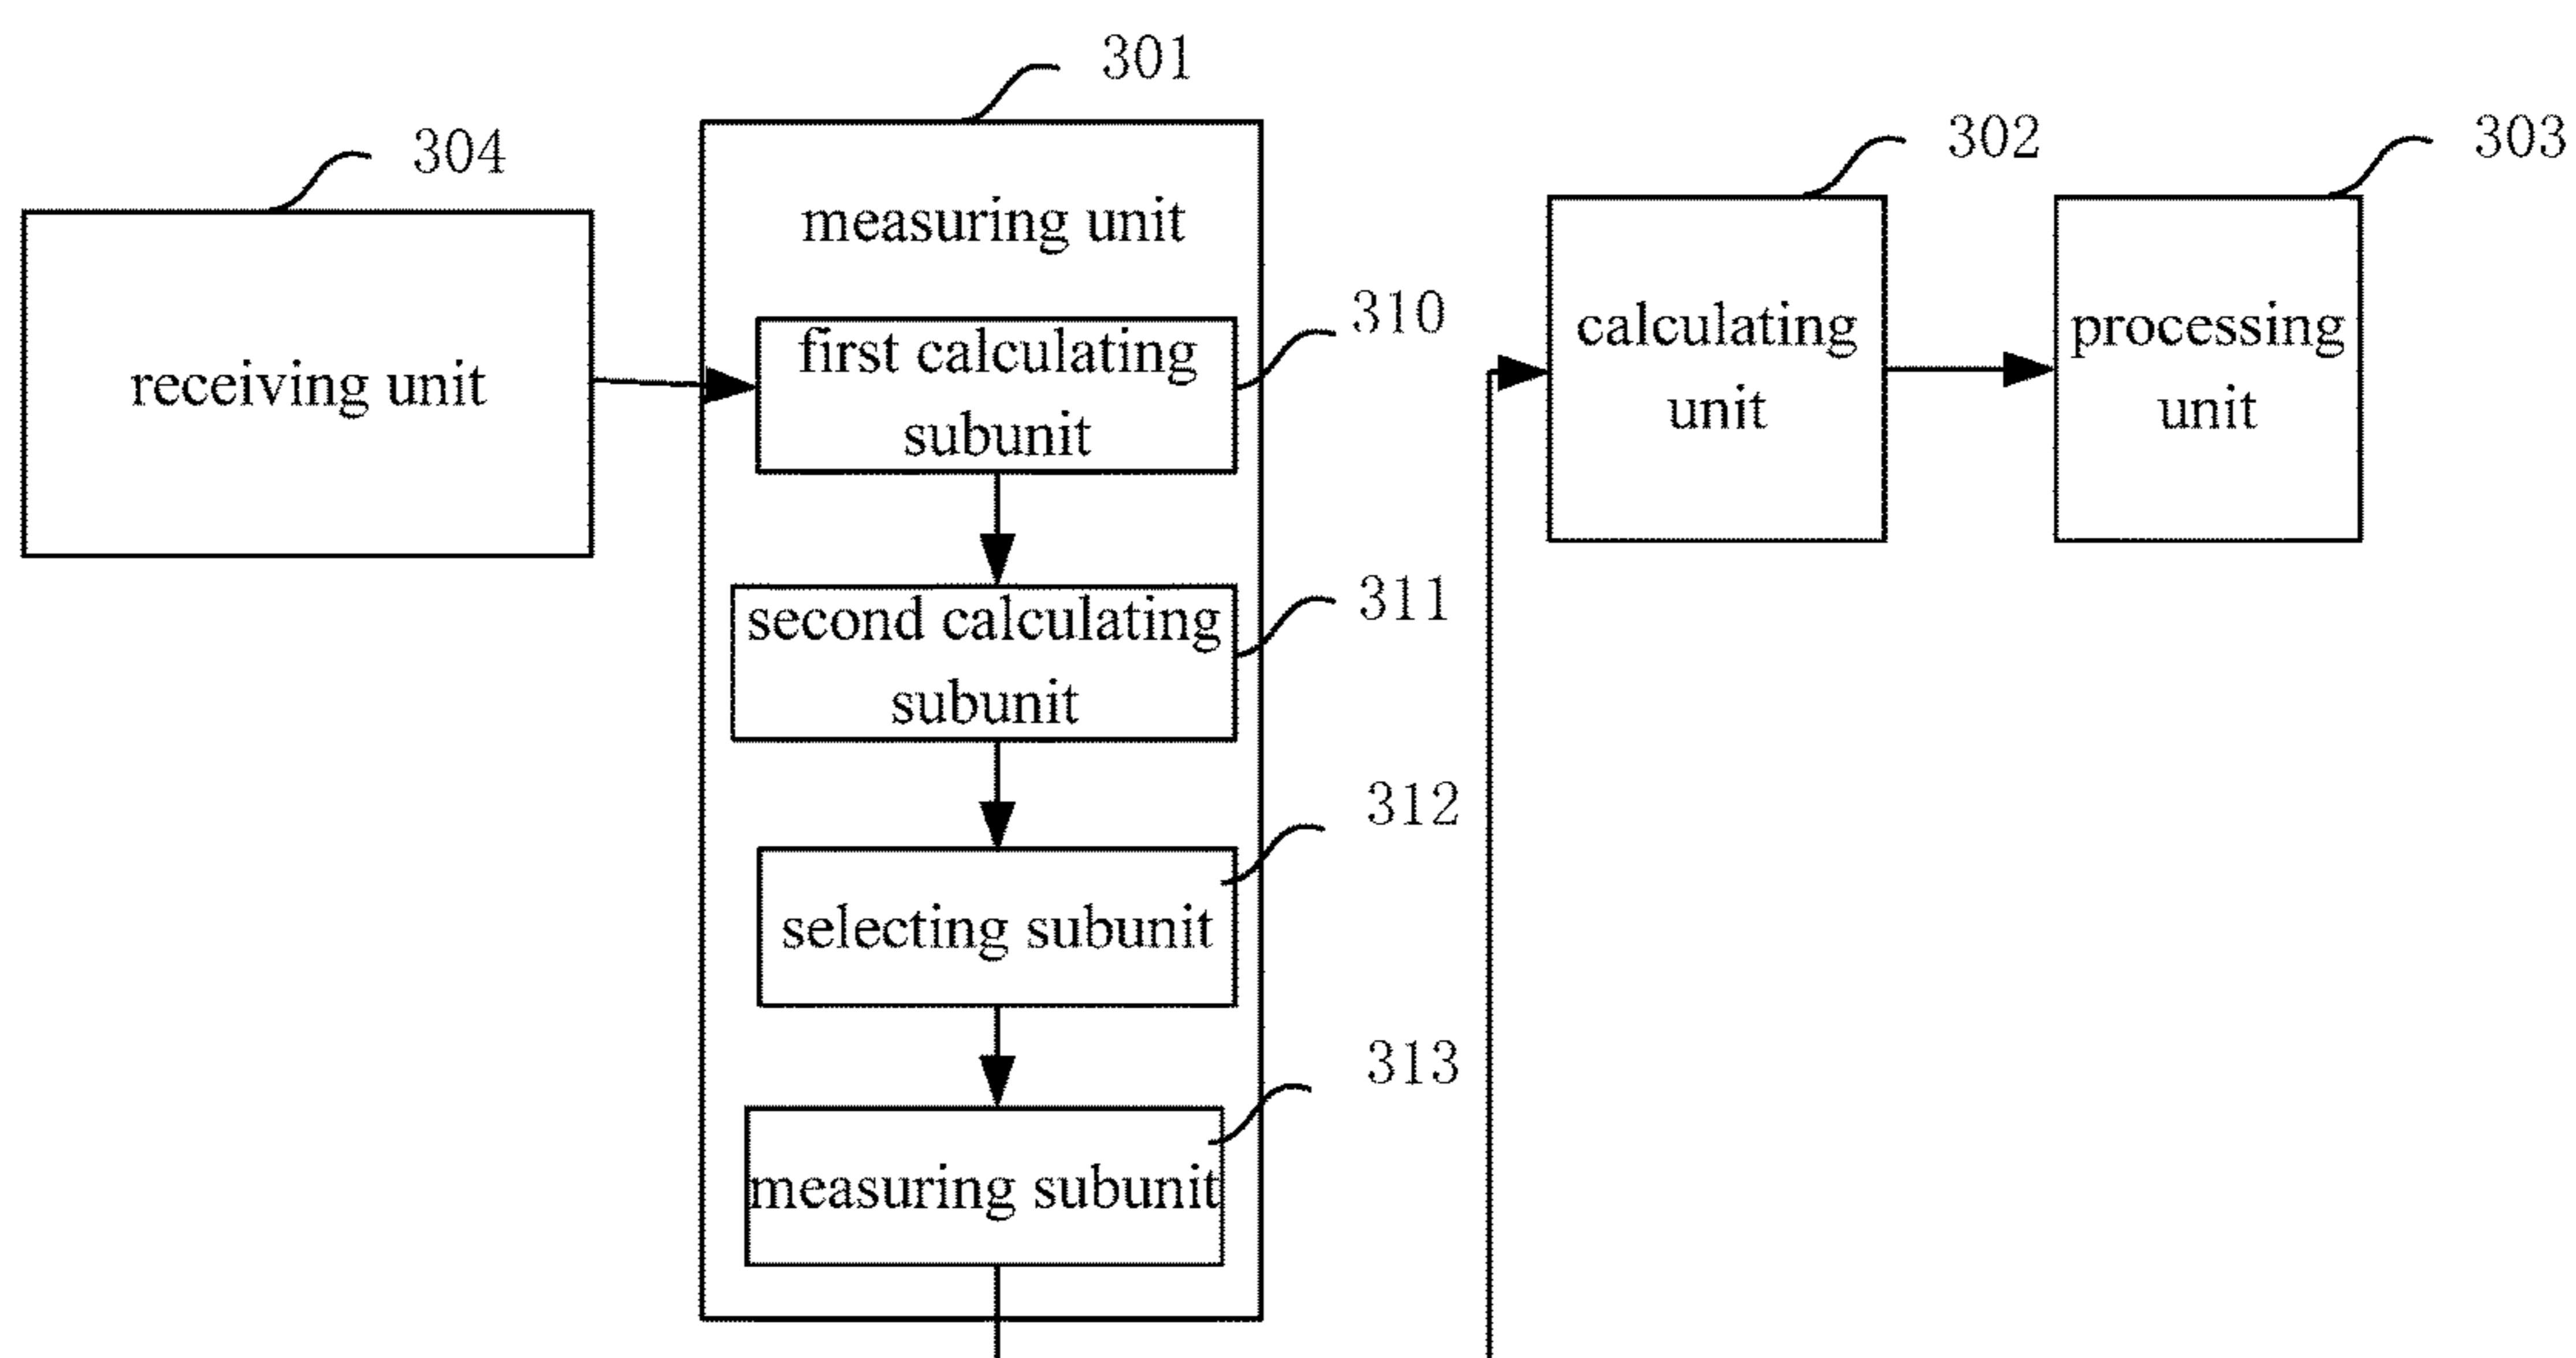 301
304
302
303
measuring unit
receiving unit
310
first calculating
subunit
calculating
unit
processing
unit
311
second calculating
subunit
312
selecting subunit
313
measuring subunit